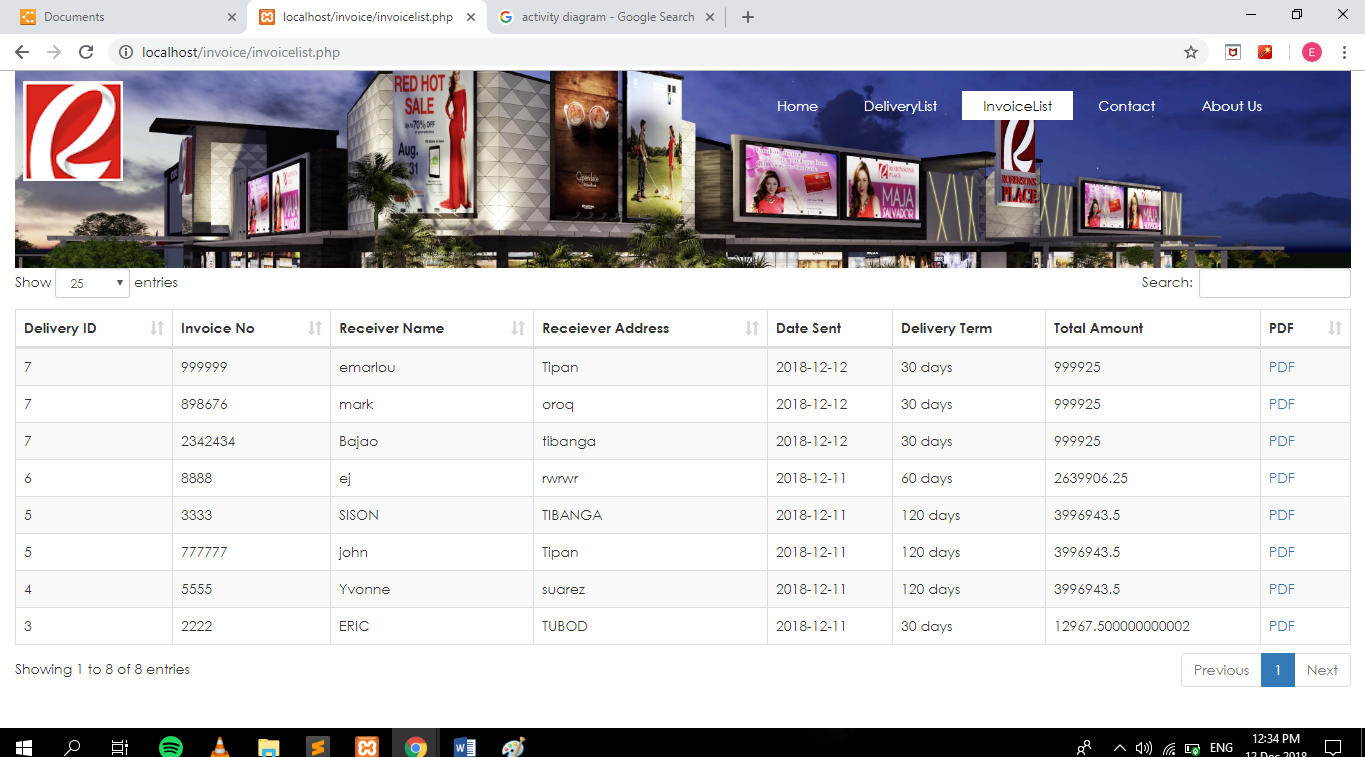 Documents
localhost/invoice/invoicelist.php
activity diagram - Google Search
localhost/invoice/invoicelist.php
E
RED HOT
SALE
Up to 70% OFF
Aug.
31
Home DeliveryList InvoiceList Contact About Us
ROBINSONS
PLACE
MAJA
SALVADOR
Show 25 entries
Search:
Delivery ID Invoice No Receiver Name Receiever Address Date Sent Delivery Term Total Amount PDF
7 999999 emarlou Tipan 2018-12-12 30 days 999925 PDF
7 898676 mark oroq 2018-12-12 30 days 999925 PDF
7 2342434 Bajao tibanga 2018-12-12 30 days 999925 PDF
6 8888 ej rwrwr 2018-12-11 60 days 2639906.25 PDF
5 3333 SISON TIBANGA 2018-12-11 120 days 3996943.5 PDF
5 777777 john Tipan 2018-12-11 120 days 3996943.5 PDF
4 5555 Yvonne suarez 2018-12-11 120 days 3996943.5 PDF
3 2222 ERIC TUBOD 2018-12-11 30 days 12967.500000000002 PDF
Showing 1 to 8 of 8 entries
Previous 1 Next
ENG
12:34 PM
12 Dec 2018